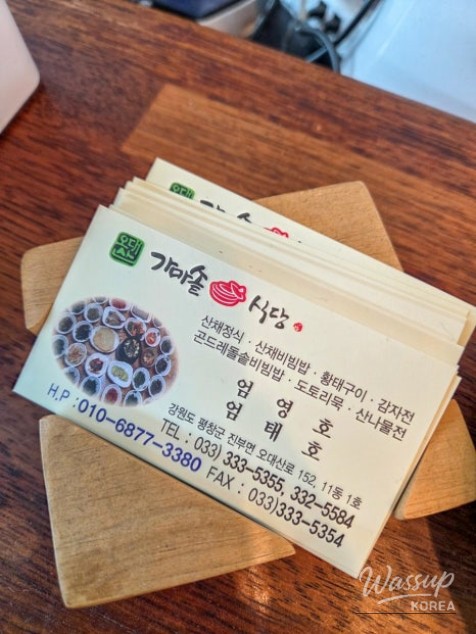 오대산
가마솥 식당
산채정식 · 산채비빔밥 · 황태구이 · 감자전
곤드레돌솥비빔밥 · 도토리묵 · 산나물전
엄 영 호
엄 태 호
강원도 평창군 진부면 오대산로 152, 11동 1호
TEL : 033) 333-5355, 332-5584
H.P : 010-6877-3380 FAX : 033)333-5354
Wassup
KOREA